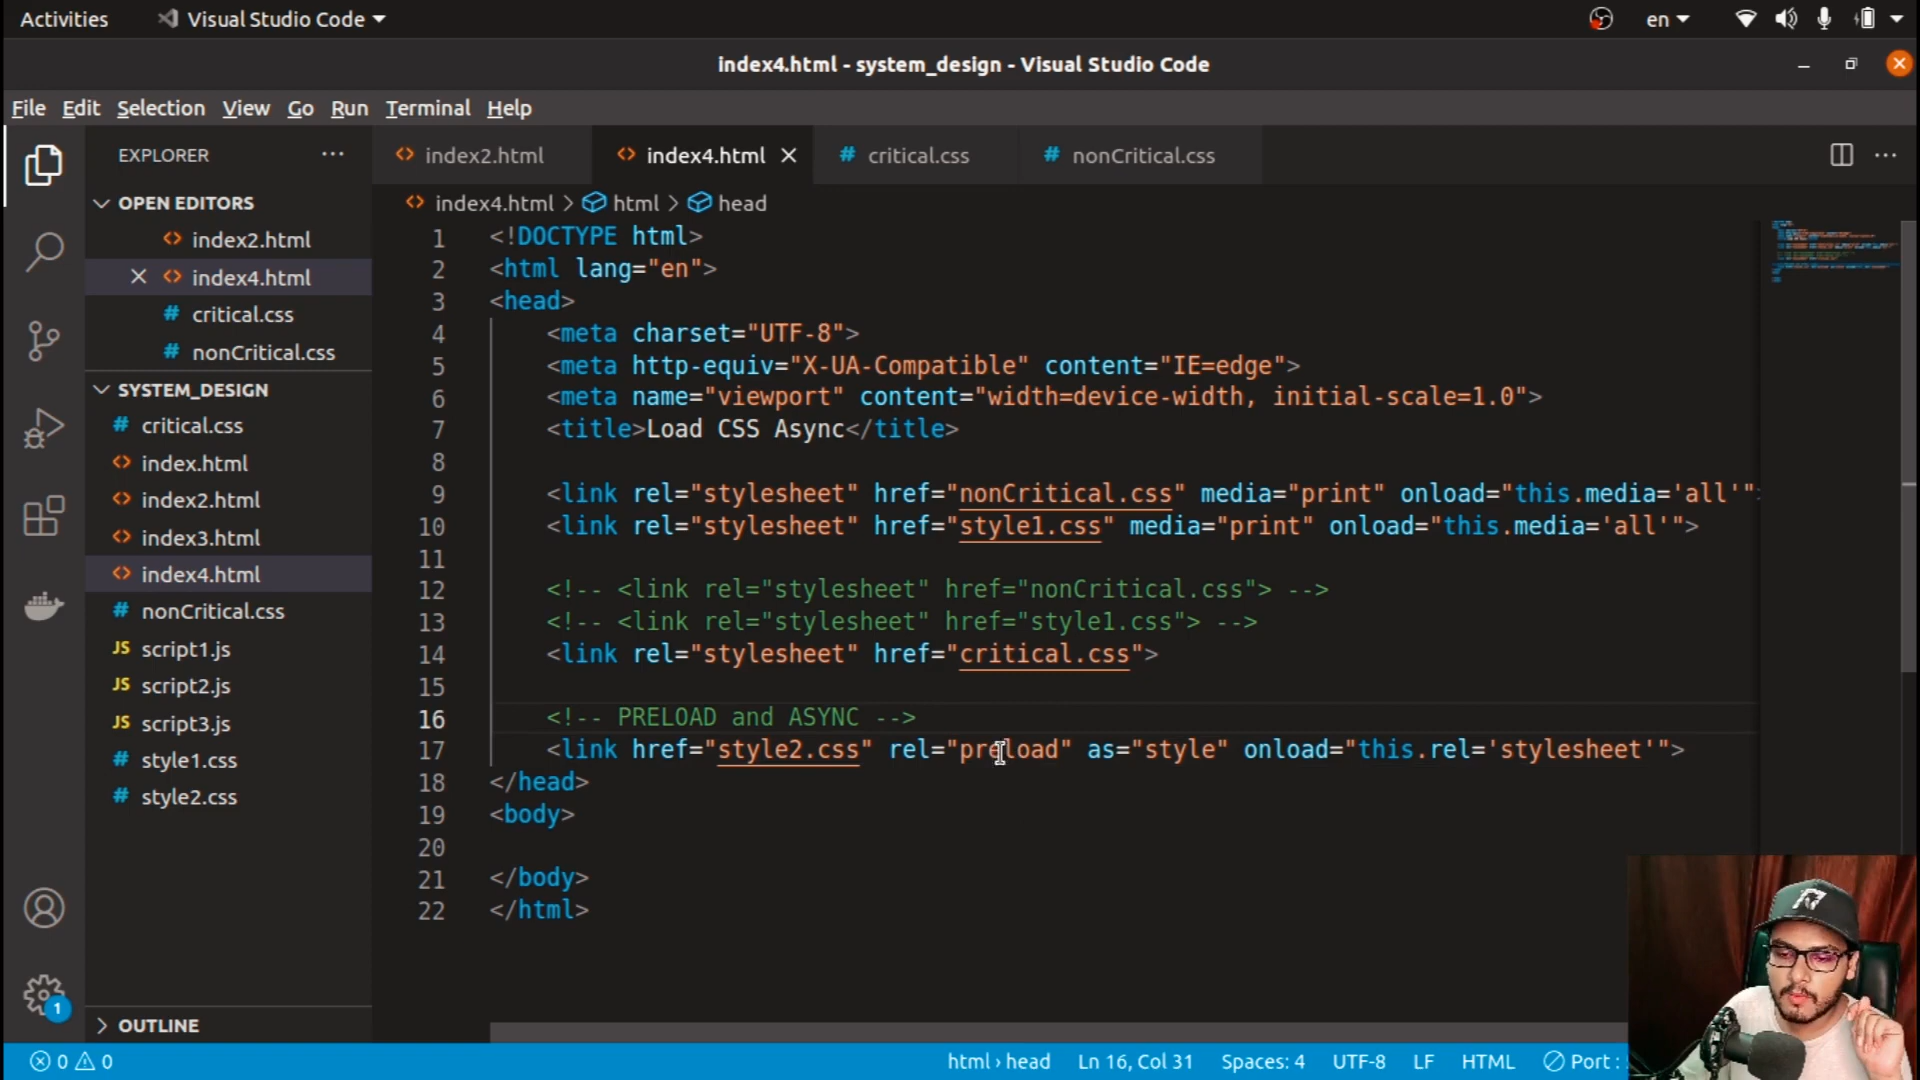 Activities
Visual Studio Code
en
index4.html - system_design - Visual Studio Code
File Edit Selection View Go Run Terminal Help
EXPLORER
OPEN EDITORS
index2.html
index4.html
critical.css
nonCritical.css
SYSTEM_DESIGN
critical.css
index.html
index2.html
index3.html
index4.html
nonCritical.css
JS script1.js
JS script2.js
JS script3.js
style1.css
style2.css
OUTLINE
index2.html index4.html critical.css nonCritical.css
index4.html > html > head
1 <!DOCTYPE html>
2 <html lang="en">
3 <head>
4 <meta charset="UTF-8">
5 <meta http-equiv="X-UA-Compatible" content="IE=edge">
6 <meta name="viewport" content="width=device-width, initial-scale=1.0">
7 <title>Load CSS Async</title>
8
9 <link rel="stylesheet" href="nonCritical.css" media="print" onload="this.media='all'">
10 <link rel="stylesheet" href="style1.css" media="print" onload="this.media='all'">
11
12 <!-- <link rel="stylesheet" href="nonCritical.css"> -->
13 <!-- <link rel="stylesheet" href="style1.css"> -->
14 <link rel="stylesheet" href="critical.css">
15
16 <!-- PRELOAD and ASYNC -->
17 <link href="style2.css" rel="preload" as="style" onload="this.rel='stylesheet'">
18 </head>
19 <body>
20
21 </body>
22 </html>
1
0 0
html › head Ln 16, Col 31 Spaces: 4 UTF-8 LF HTML Port :